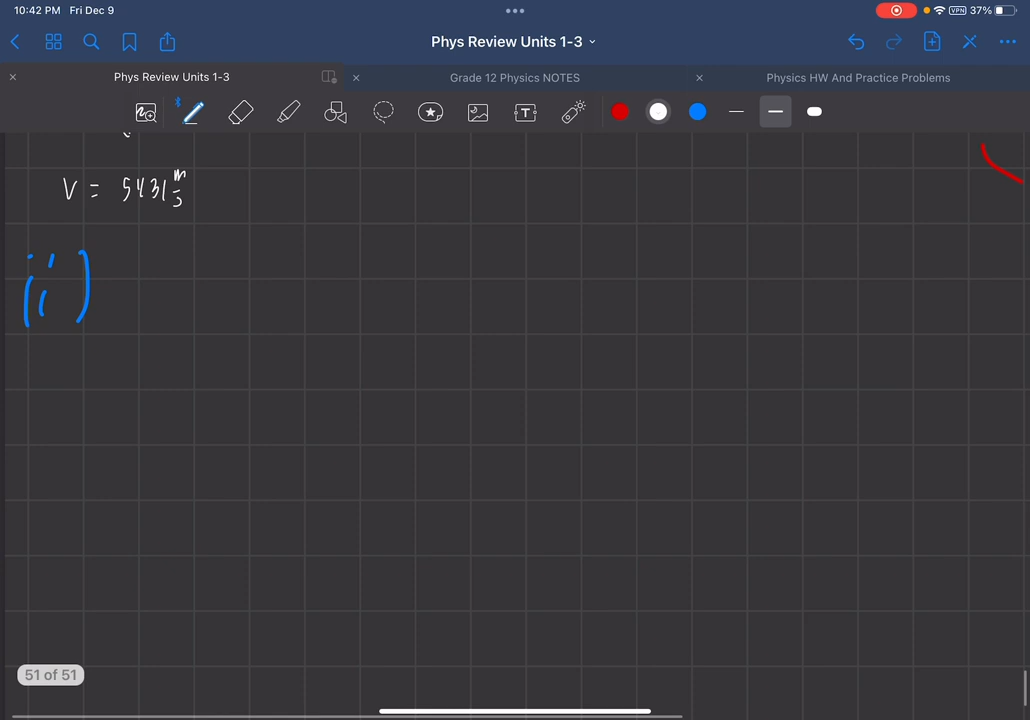 10:42 PM Fri Dec 9
VPN 37%
Phys Review Units 1-3
Phys Review Units 1-3 Grade 12 Physics NOTES Physics HW And Practice Problems
T
V = 5431 m/s
(ii)
51 of 51